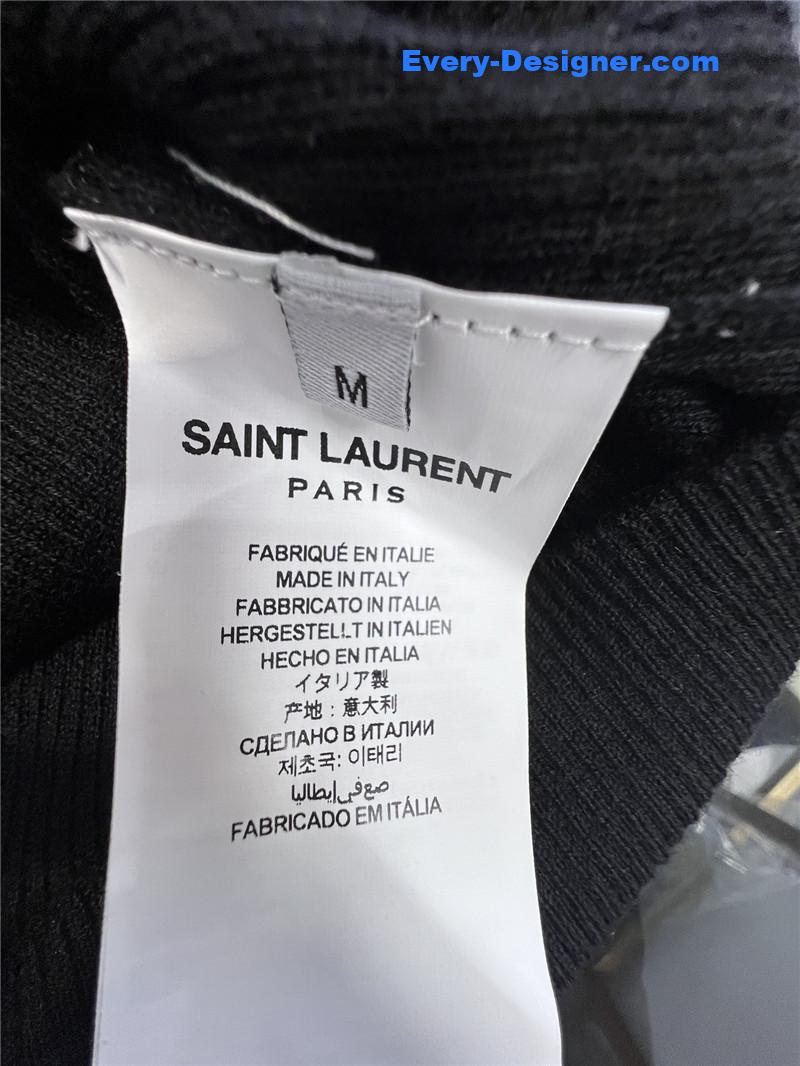 Every-Designer.com
M
SAINT LAURENT
PARIS
FABRIQUÉ EN ITALIE
MADE IN ITALY
FABBRICATO IN ITALIA
HERGESTELLT IN ITALIEN
HECHO EN ITALIA
イタリア製
产地：意大利
СДЕЛАНО В ИТАЛИИ
제초국: 이태리
صع في إيطاليا
FABRICADO EM ITÁLIA